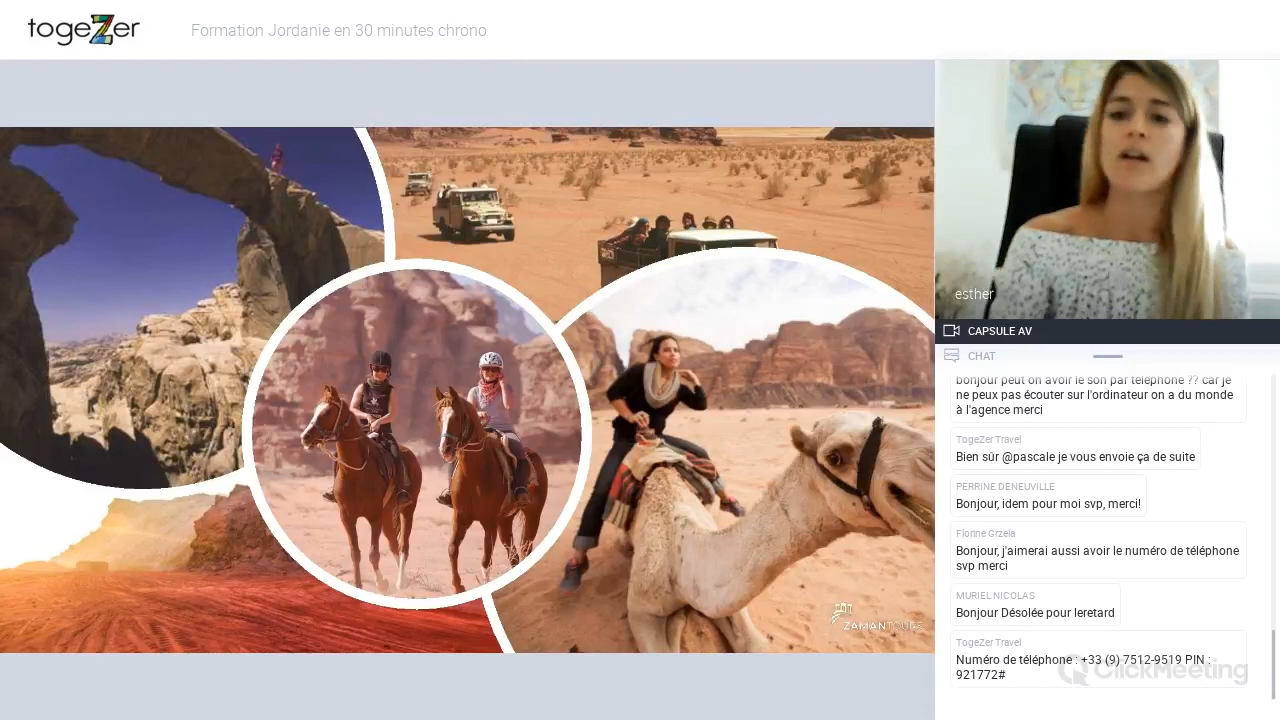 togeZer
Formation Jordanie en 30 minutes chrono
esther
CAPSULE AV
CHAT
bonjour peut on avoir le son par téléphone ?? car je
ne peux pas écouter sur l'ordinateur on a du monde
à l'agence merci
TogeZer Travel
Bien sûr @pascale je vous envoie ça de suite
PERRINE DENEUVILLE
Bonjour, idem pour moi svp, merci!
Florine Grzela
Bonjour, j'aimerai aussi avoir le numéro de téléphone
svp merci
MURIEL NICOLAS
Bonjour Désolée pour leretard
TogeZer Travel
Numéro de téléphone : +33 (9) 7512-9519 PIN :
921772#
ClickMeeting
ZAMANTOURS